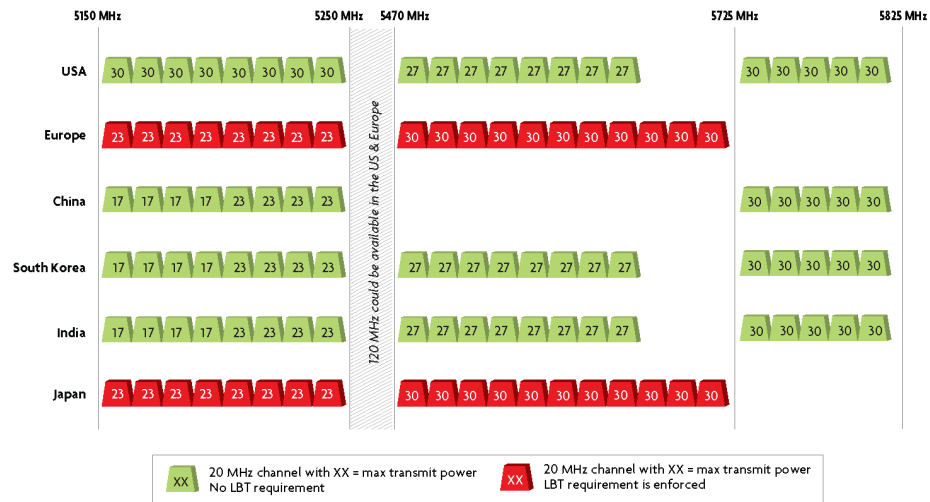 5150 MHz 5250 MHz 5470 MHz 5725 MHz 5825 MHz
USA 30 30 30 30 30 30 30 30 27 27 27 27 27 27 27 27 30 30 30 30 30
Europe 23 23 23 23 23 23 23 23 30 30 30 30 30 30 30 30 30 30 30
China 17 17 17 17 23 23 23 23 30 30 30 30 30
South Korea 17 17 17 17 23 23 23 23 27 27 27 27 27 27 27 27 30 30 30 30 30
India 17 17 17 17 23 23 23 23 27 27 27 27 27 27 27 27 30 30 30 30 30
Japan 23 23 23 23 23 23 23 23 30 30 30 30 30 30 30 30 30 30 30
120 MHz could be available in the US & Europe
XX 20 MHz channel with XX = max transmit power
No LBT requirement
XX 20 MHz channel with XX = max transmit power
LBT requirement is enforced